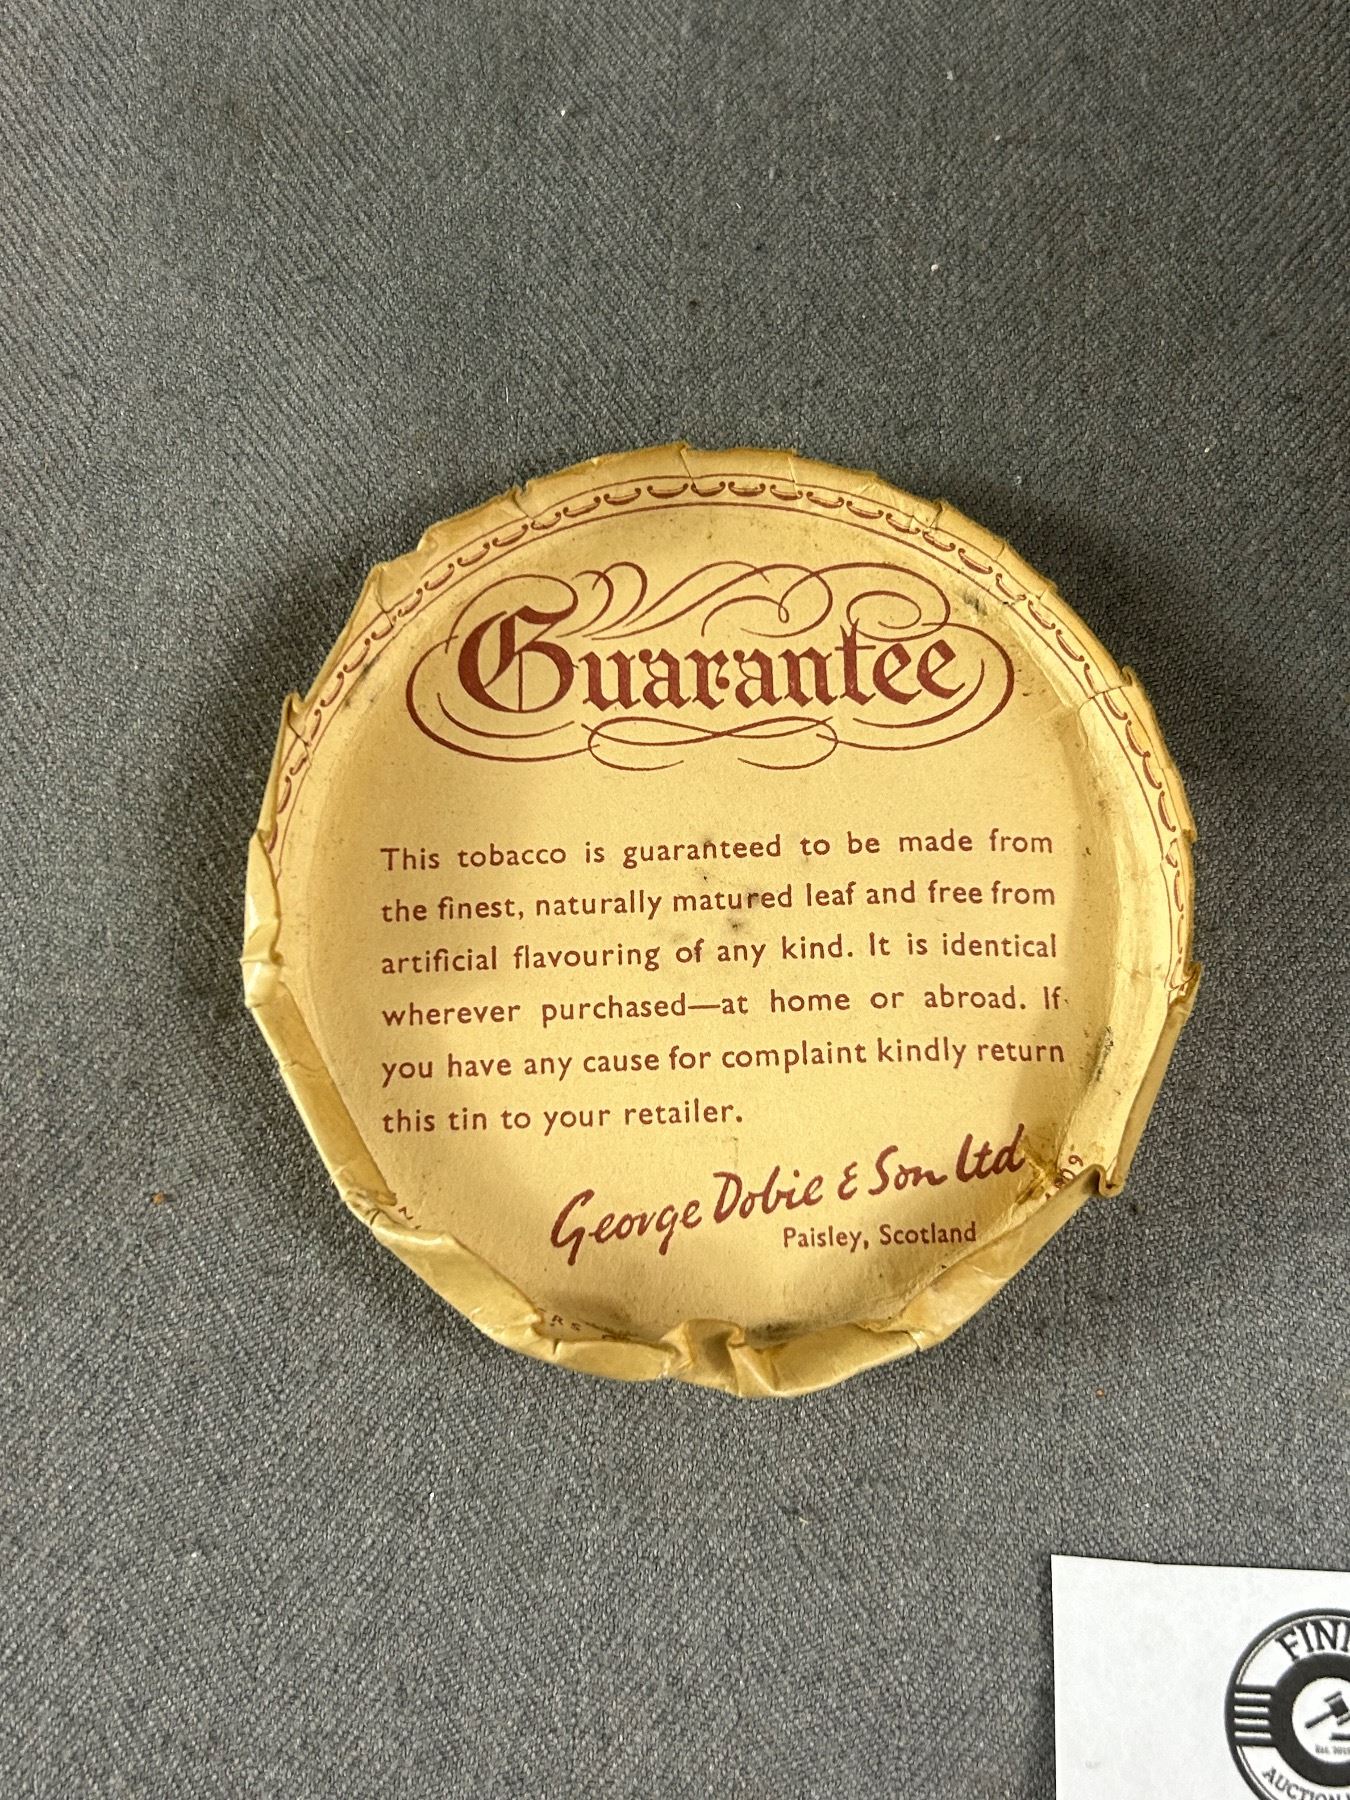 Guarantee
This tobacco is guaranteed to be made from
the finest, naturally matured leaf and free from
artificial flavouring of any kind. It is identical
wherever purchased—at home or abroad. If
you have any cause for complaint kindly return
this tin to your retailer.
George Dobie & Son Ltd
Paisley, Scotland
Est. 2015